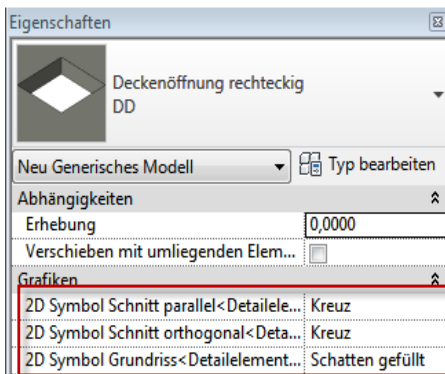 Eigenschaften
Deckenöffnung rechteckig
DD
Neu Generisches Modell
Typ bearbeiten
Abhängigkeiten
Erhebung 0,0000
Verschieben mit umliegenden Elem...
Grafiken
2D Symbol Schnitt parallel<Detailele... Kreuz
2D Symbol Schnitt orthogonal<Deta... Kreuz
2D Symbol Grundriss<Detailelement... Schatten gefüllt